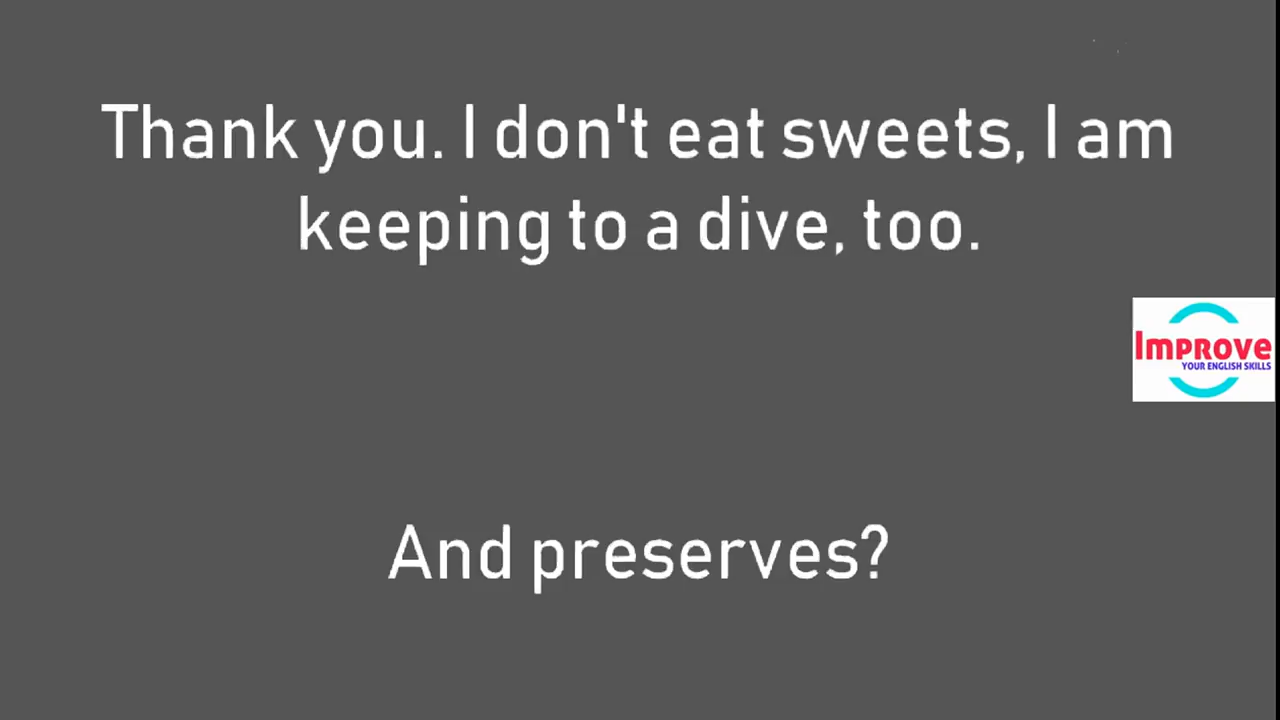 Thank you. I don't eat sweets, I am
keeping to a dive, too.
Improve
YOUR ENGLISH SKILLS
And preserves?